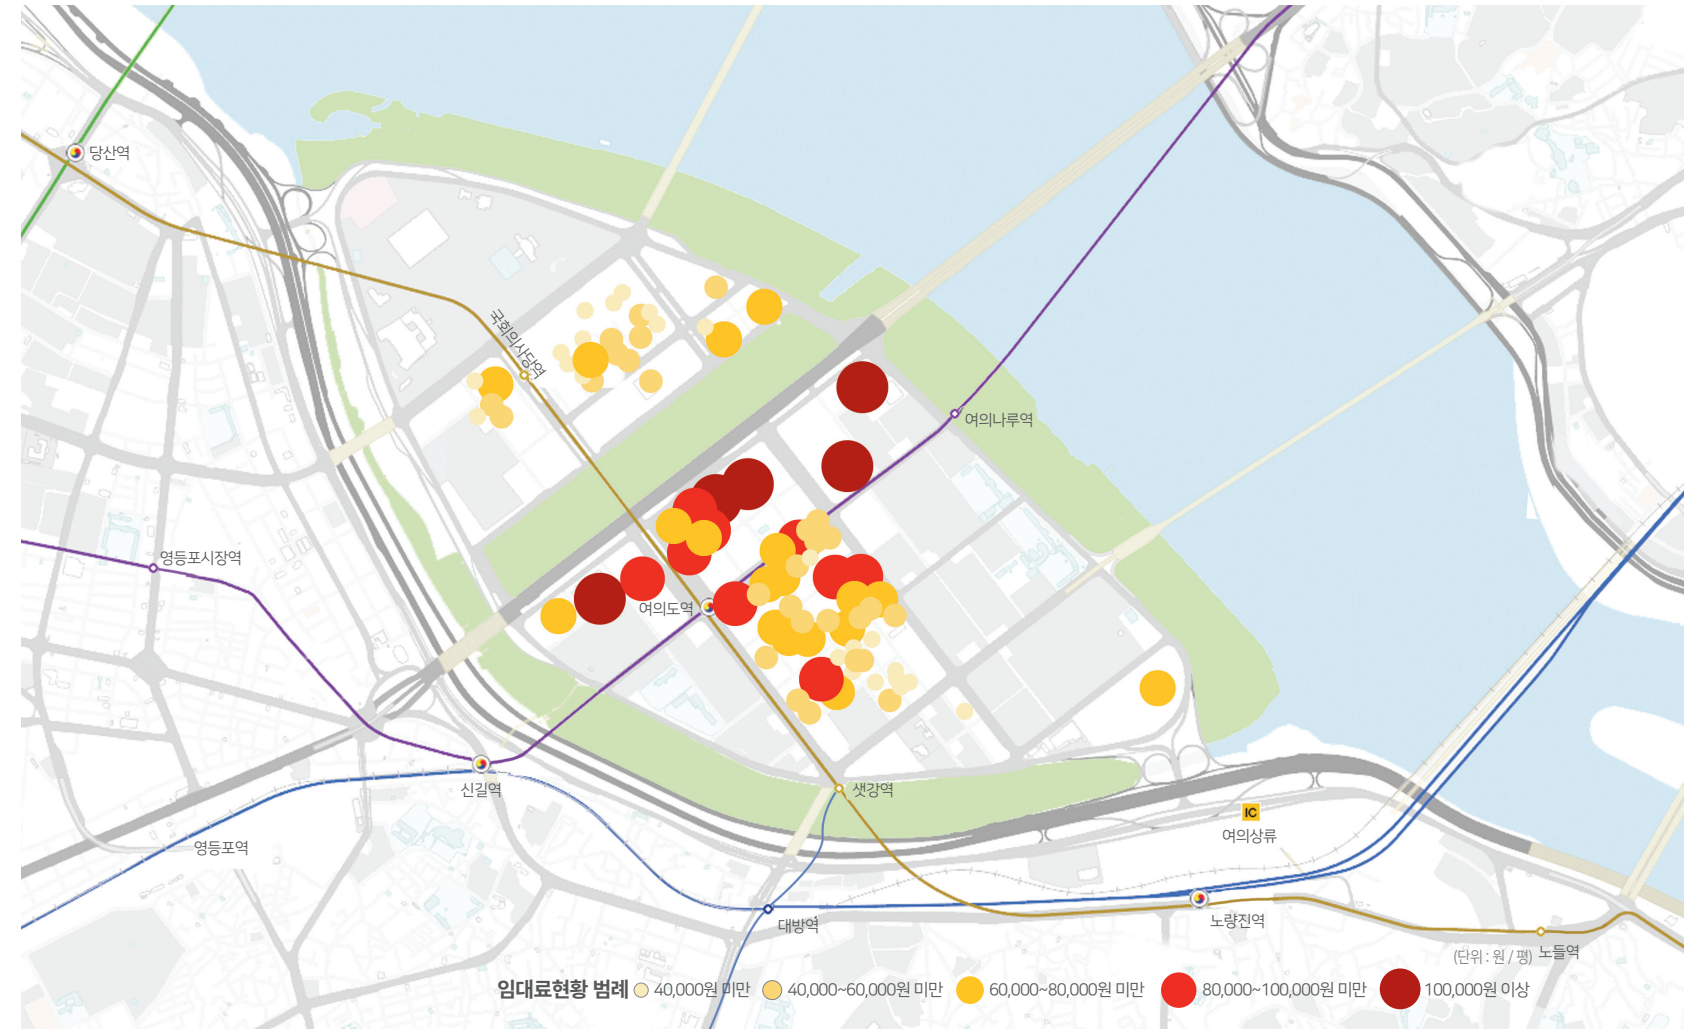 당산역
국회의사당역
여의나루역
영등포시장역
여의도역
신길역
샛강역
IC
여의상류
영등포역
대방역
노량진역
노들역
(단위 : 원 / 평)
임대료현황 범례 40,000원 미만 40,000~60,000원 미만 60,000~80,000원 미만 80,000~100,000원 미만 100,000원 이상